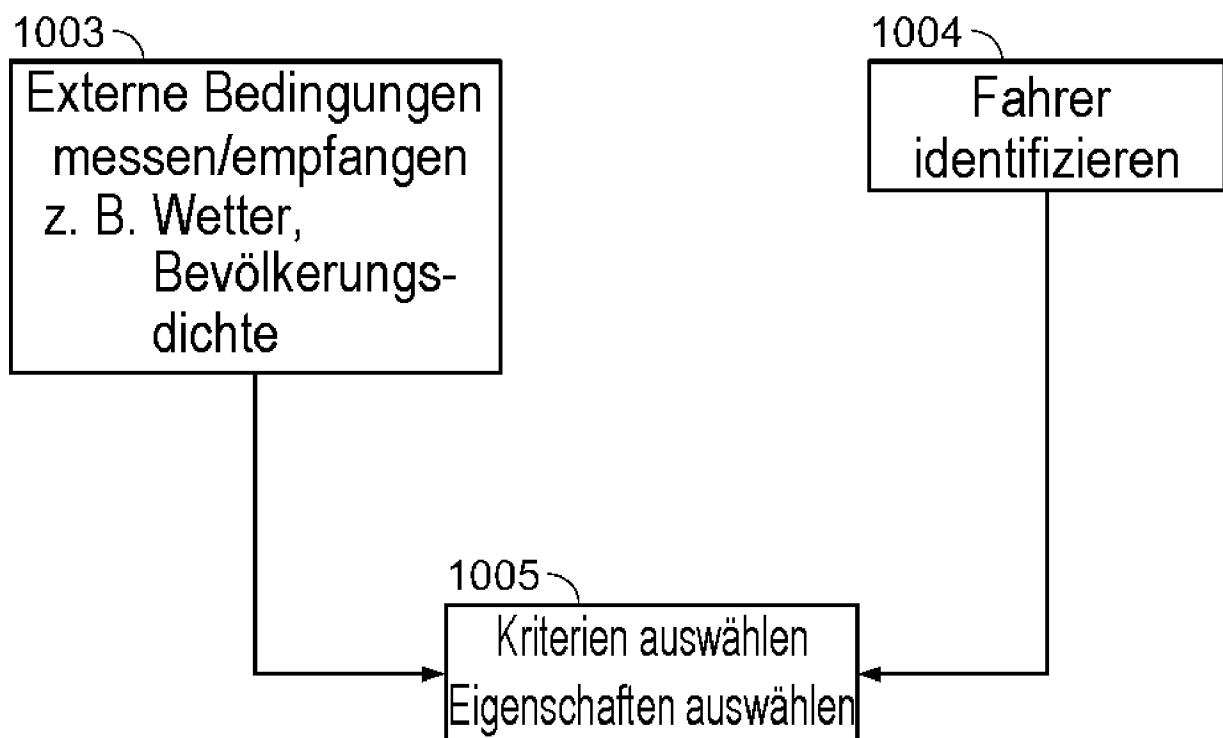 1003
Externe Bedingungen
messen/empfangen
z. B. Wetter,
Bevölkerungs-
dichte
1004
Fahrer
identifizieren
1005
Kriterien auswählen
Eigenschaften auswählen